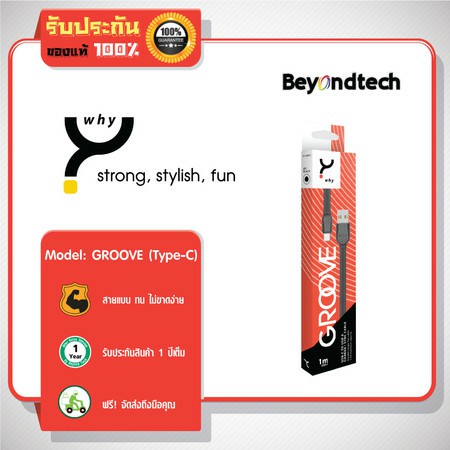 รับประกัน
ของแท้ 100%
100%
GUARANTEE
Beyondtech
why
strong, stylish, fun
Model: GROOVE (Type-C)
สายแบน ทน ไม่ขาดง่าย
1
Year
รับประกันสินค้า 1 ปีเต็ม
ฟรี! จัดส่งถึงมือคุณ
why
GROOVE
1m